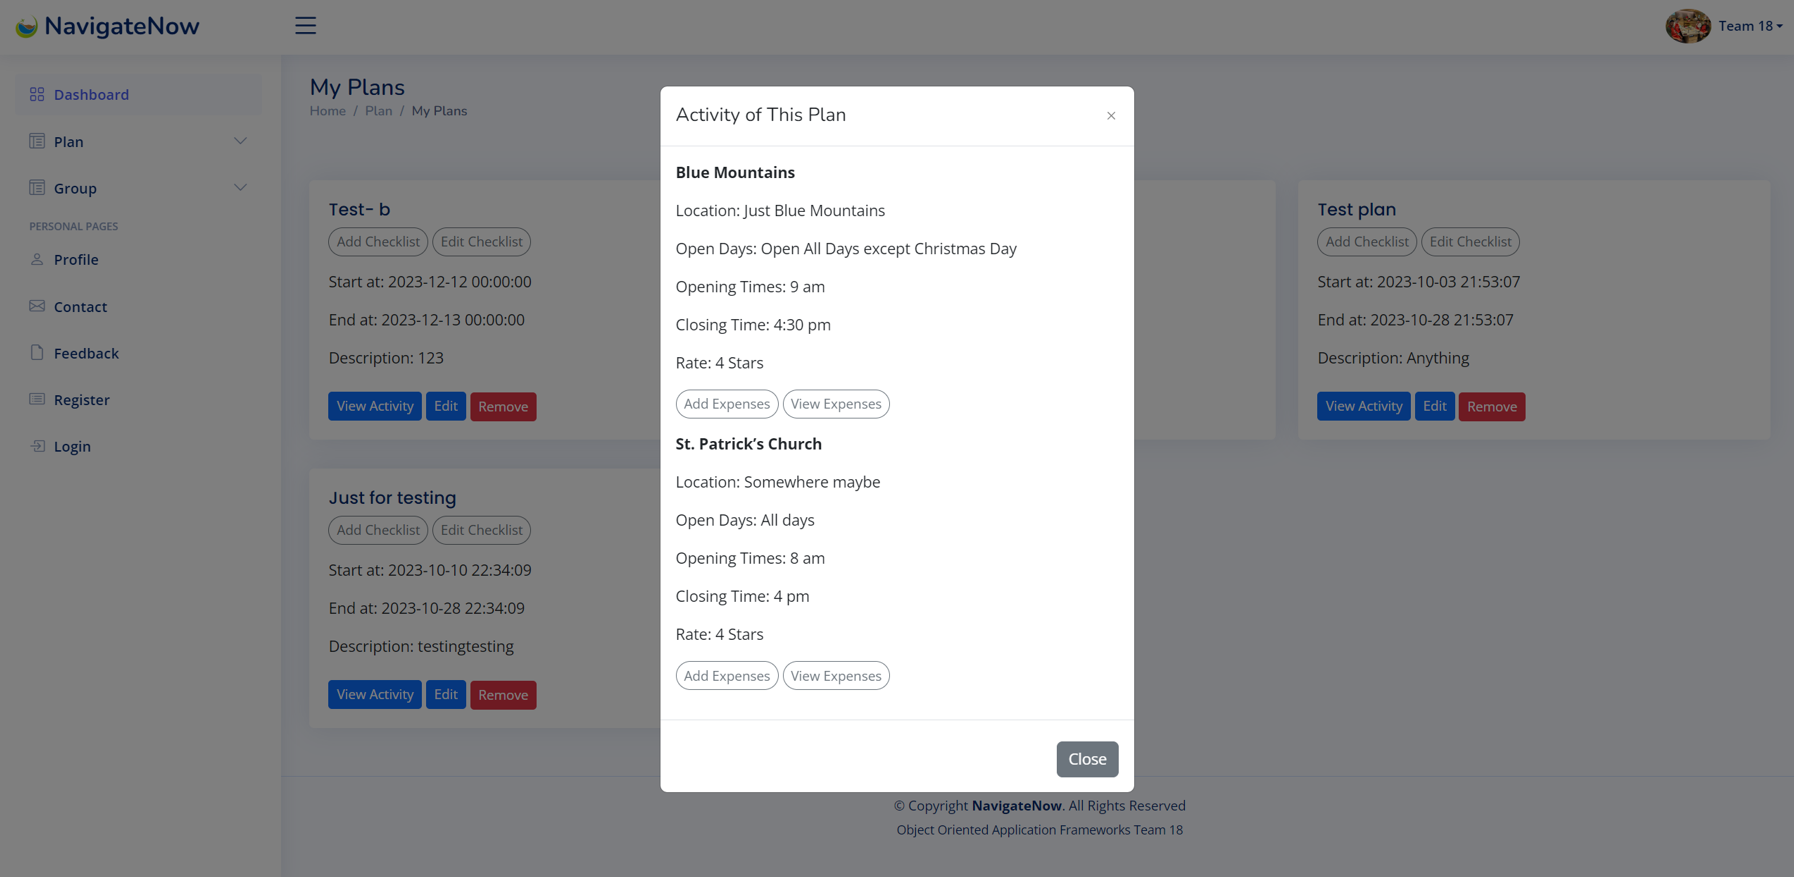 NavigateNow
Team 18
Dashboard
Plan
Group
PERSONAL PAGES
Profile
Contact
Feedback
Register
Login
My Plans
Home / Plan / My Plans
Test- b
Add Checklist Edit Checklist
Start at: 2023-12-12 00:00:00
End at: 2023-12-13 00:00:00
Description: 123
View Activity Edit Remove
Just for testing
Add Checklist Edit Checklist
Start at: 2023-10-10 22:34:09
End at: 2023-10-28 22:34:09
Description: testingtesting
View Activity Edit Remove
Activity of This Plan
×
Blue Mountains
Location: Just Blue Mountains
Open Days: Open All Days except Christmas Day
Opening Times: 9 am
Closing Time: 4:30 pm
Rate: 4 Stars
Add Expenses View Expenses
St. Patrick’s Church
Location: Somewhere maybe
Open Days: All days
Opening Times: 8 am
Closing Time: 4 pm
Rate: 4 Stars
Add Expenses View Expenses
Close
Test plan
Add Checklist Edit Checklist
Start at: 2023-10-03 21:53:07
End at: 2023-10-28 21:53:07
Description: Anything
View Activity Edit Remove
© Copyright NavigateNow. All Rights Reserved
Object Oriented Application Frameworks Team 18